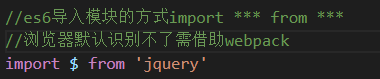 //es6导入模块的方式import *** from ***
//浏览器默认识别不了需借助webpack
import $ from 'jquery'